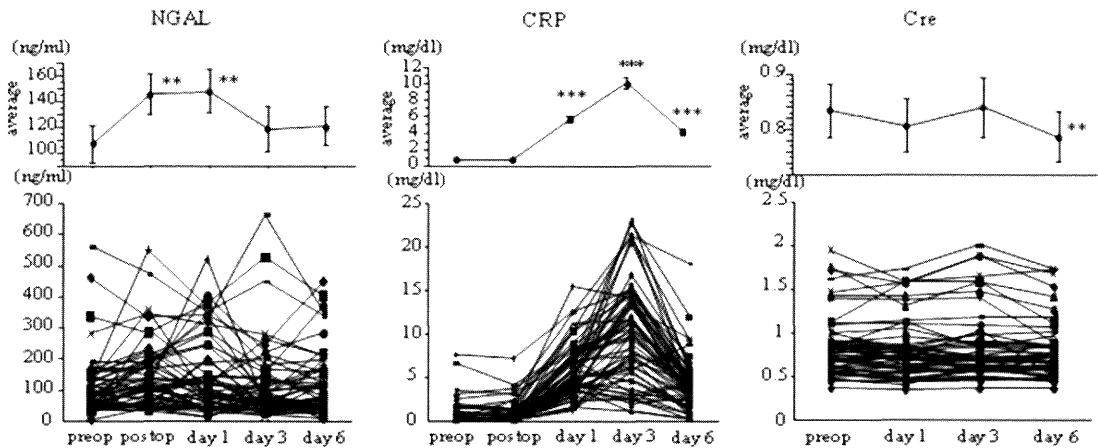 NGAL
(ng/ml)
average
160
140
120
100
**
**
(ng/ml)
700
600
500
400
300
200
100
0
preop postop day 1 day 3 day 6
CRP
(mg/dl)
average
12
10
8
6
4
2
0
***
***
***
(mg/dl)
25
20
15
10
5
0
preop postop day 1 day 3 day 6
Cre
(mg/dl)
average
0.9
0.8
**
(mg/dl)
2.5
2
1.5
1
0.5
0
preop postop day 1 day 3 day 6